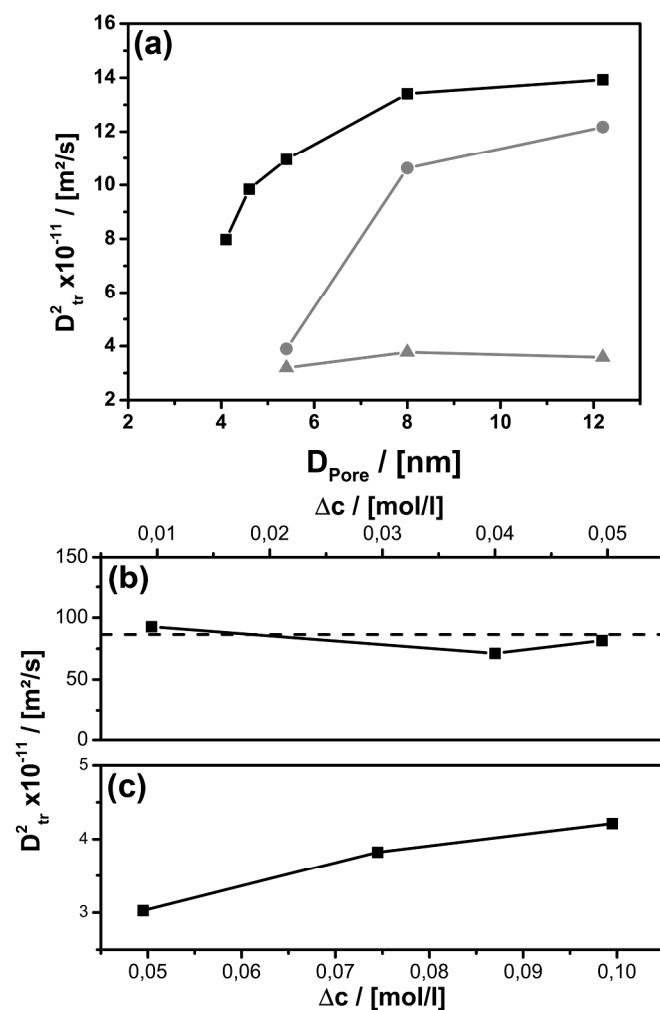 (a)
16
14
12
10
8
6
4
2
D²tr x10⁻¹¹ / [m²/s]
2 4 6 8 10 12
D_Pore / [nm]
Δc / [mol/l]
0,01 0,02 0,03 0,04 0,05
(b)
150
100
50
0
D²tr x10⁻¹¹ / [m²/s]
(c)
5
4
3
0,05 0,06 0,07 0,08 0,09 0,10
Δc / [mol/l]